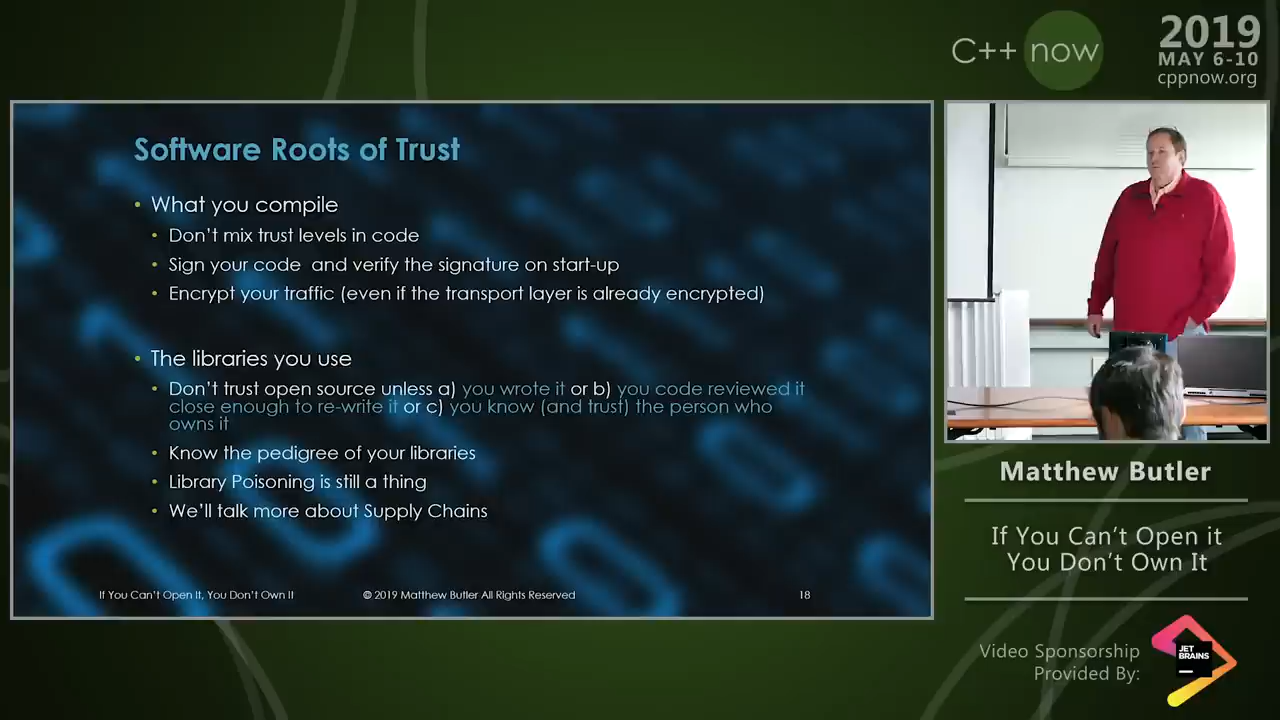 C++ now
2019
MAY 6-10
cppnow.org
Software Roots of Trust
• What you compile
• Don't mix trust levels in code
• Sign your code  and verify the signature on start-up
• Encrypt your traffic (even if the transport layer is already encrypted)
• The libraries you use
• Don't trust open source unless a) you wrote it or b) you code reviewed it
close enough to re-write it or c) you know (and trust) the person who
owns it
• Know the pedigree of your libraries
• Library Poisoning is still a thing
• We'll talk more about Supply Chains
If You Can't Open It, You Don't Own It
© 2019 Matthew Butler All Rights Reserved
18
Matthew Butler
If You Can't Open it
You Don't Own It
Video Sponsorship
Provided By:
JET
BRAINS